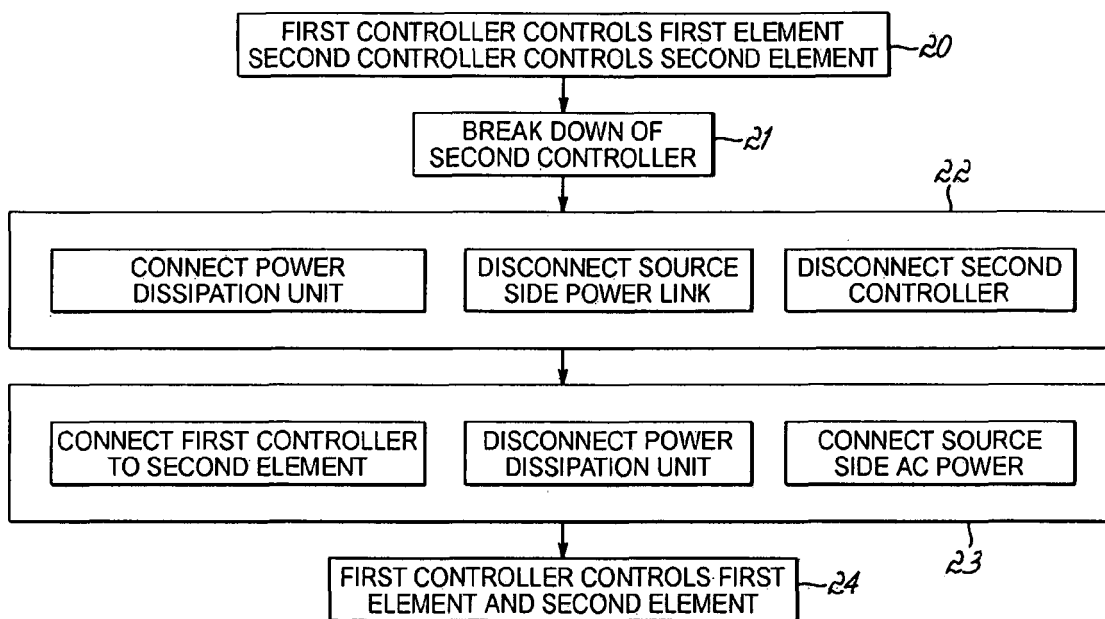 FIRST CONTROLLER CONTROLS FIRST ELEMENT
SECOND CONTROLLER CONTROLS SECOND ELEMENT
20
BREAK DOWN OF
SECOND CONTROLLER
21
22
CONNECT POWER
DISSIPATION UNIT
DISCONNECT SOURCE
SIDE POWER LINK
DISCONNECT SECOND
CONTROLLER
CONNECT FIRST CONTROLLER
TO SECOND ELEMENT
DISCONNECT POWER
DISSIPATION UNIT
CONNECT SOURCE
SIDE AC POWER
23
FIRST CONTROLLER CONTROLS FIRST
ELEMENT AND SECOND ELEMENT
24